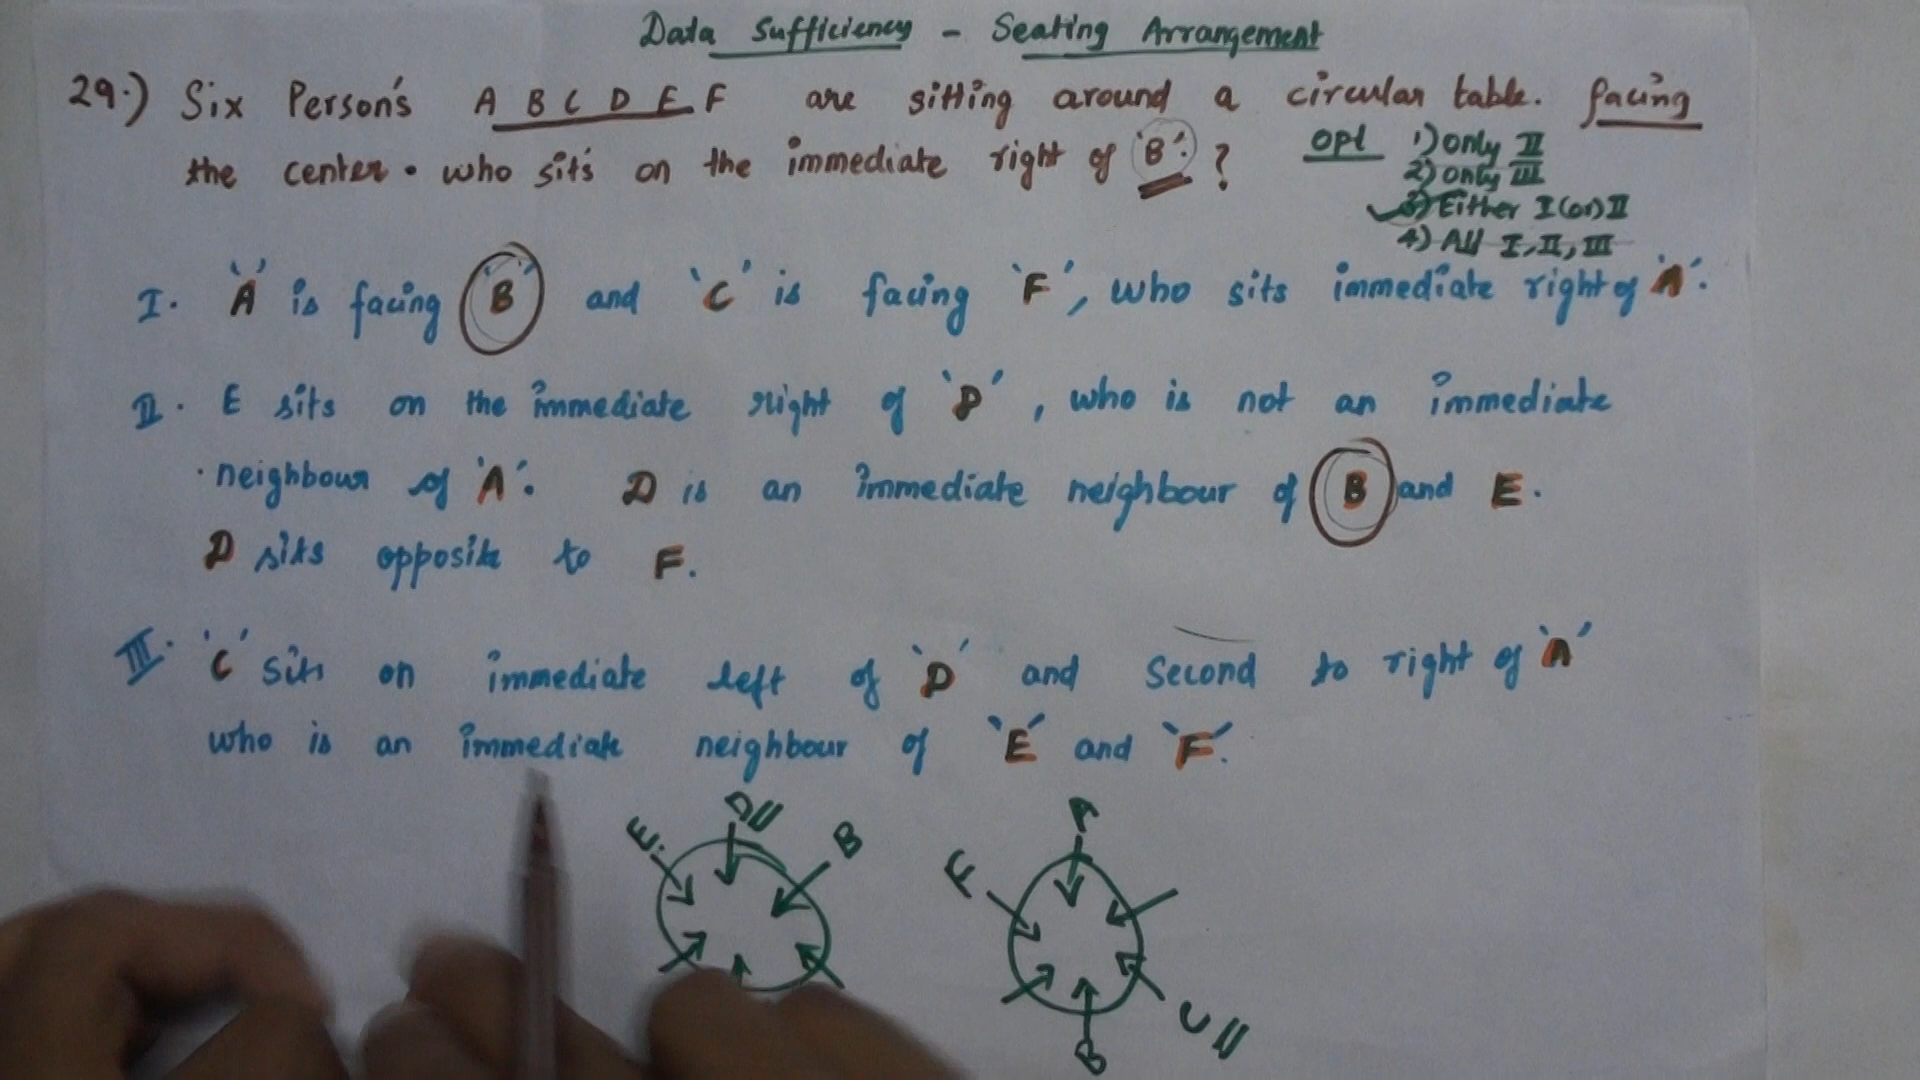 Data Sufficiency - Seating Arrangement
29.) Six Person's A B C D E F are sitting around a circular table. facing
the center. who sits on the immediate right of 'B'. ?
Opt 1) only II
2) only III
3) Either I (or) II
4) All I, II, III
I. 'A' is facing 'B' and 'C' is facing 'F', who sits immediate right of 'A'.
II. E sits on the immediate right of 'D', who is not an immediate
neighbour of 'A'. D is an immediate neighbour of B and E.
D sits opposite to F.
III. 'C' sits on immediate left of 'D' and second to right of 'A'
who is an immediate neighbour of 'E' and 'F'.
E D B
A
F
C
B